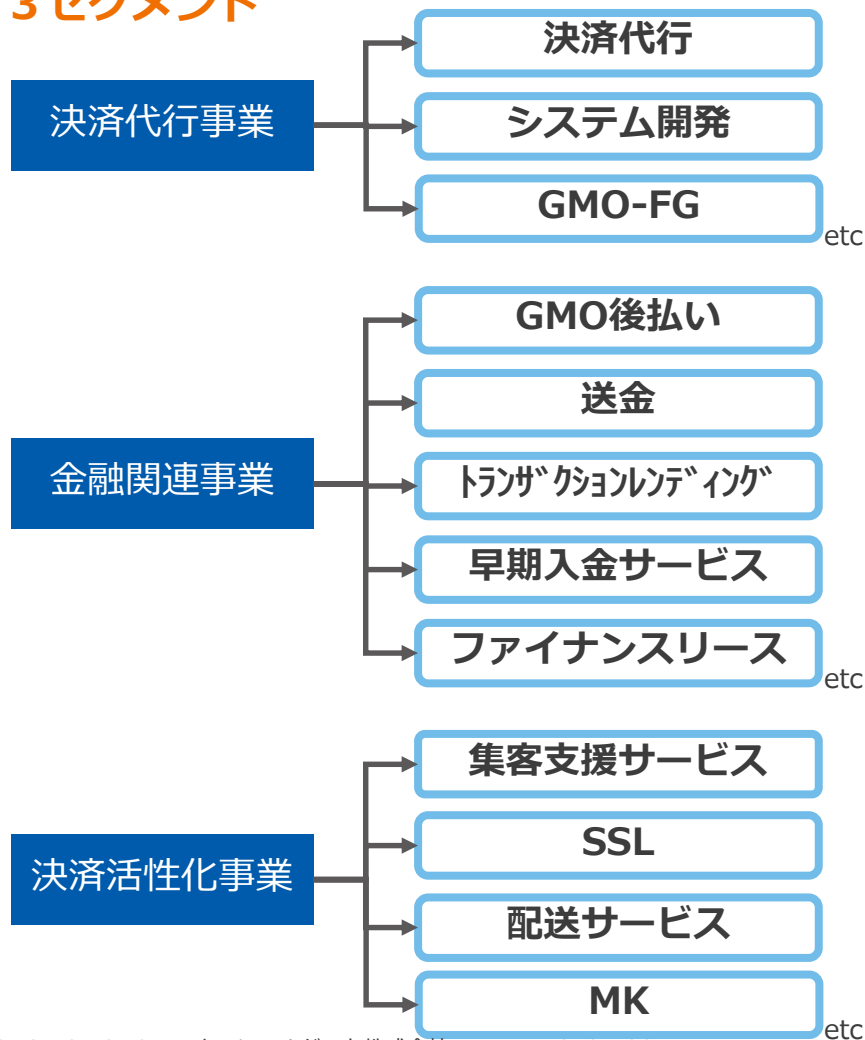 3セグメント
決済代行事業
決済代行
システム開発
GMO-FG
etc
金融関連事業
GMO後払い
送金
ﾄﾗﾝｻﾞｸｼｮﾝﾚﾝﾃﾞｨﾝｸﾞ
早期入金サービス
ファイナンスリース
etc
決済活性化事業
集客支援サービス
SSL
配送サービス
MK
etc